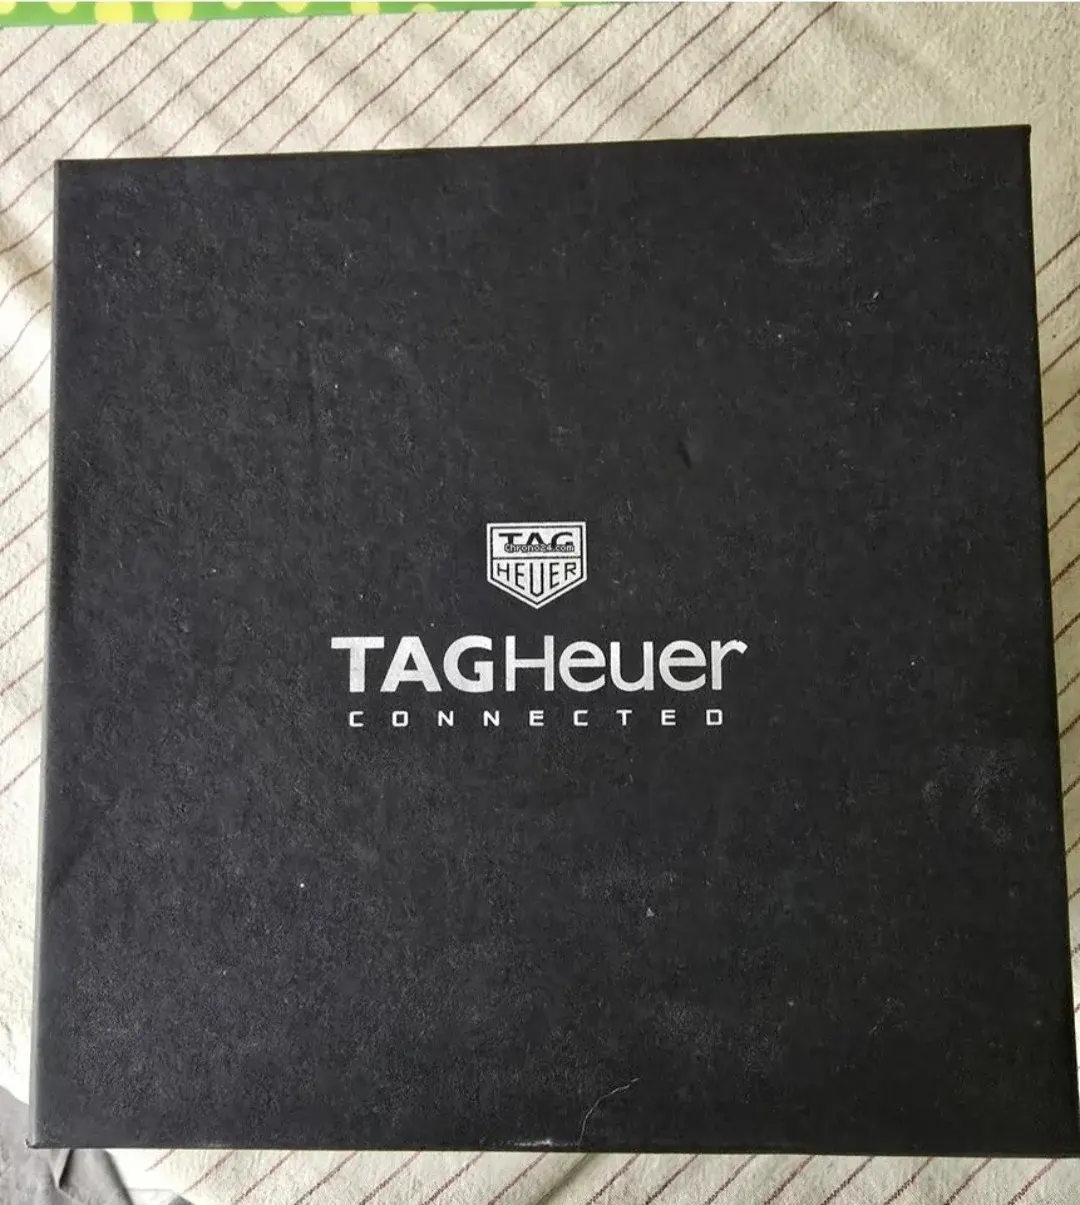 TAG
Chrono24.com
HEUER
TAGHeuer
CONNECTED